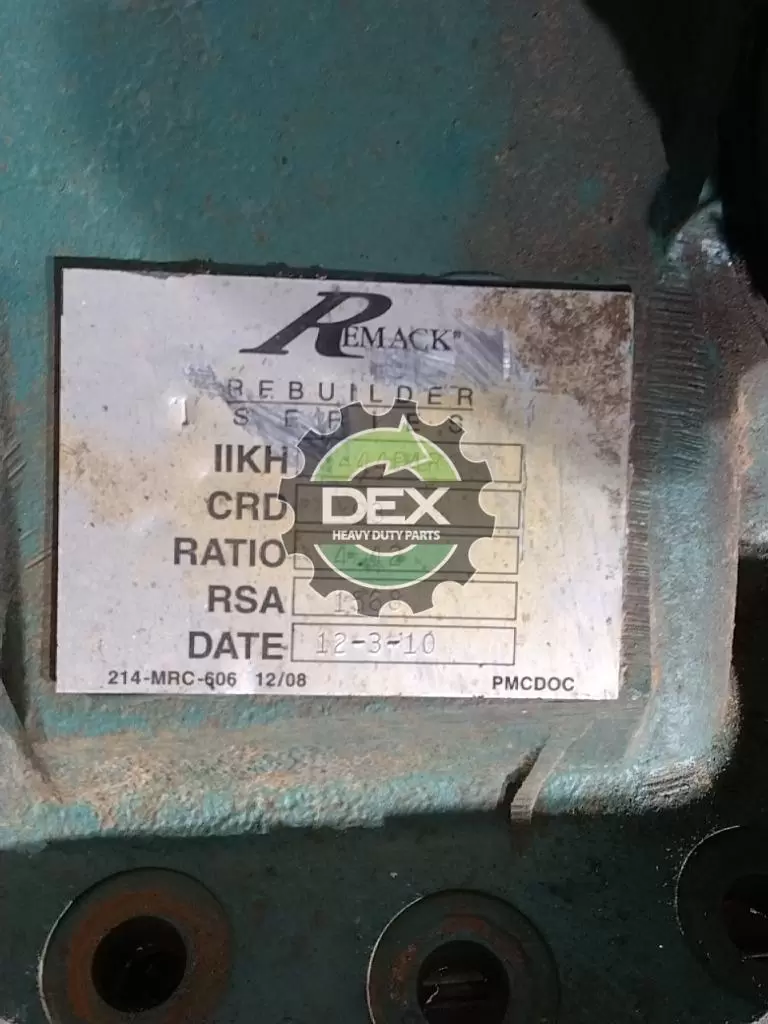 REMACK®
REBUILDER
SERIES
IIKH
CRD
DEX
HEAVY DUTY PARTS
RATIO
RSA
DATE 12-3-10
214-MRC-606 12/08 PMCDOC